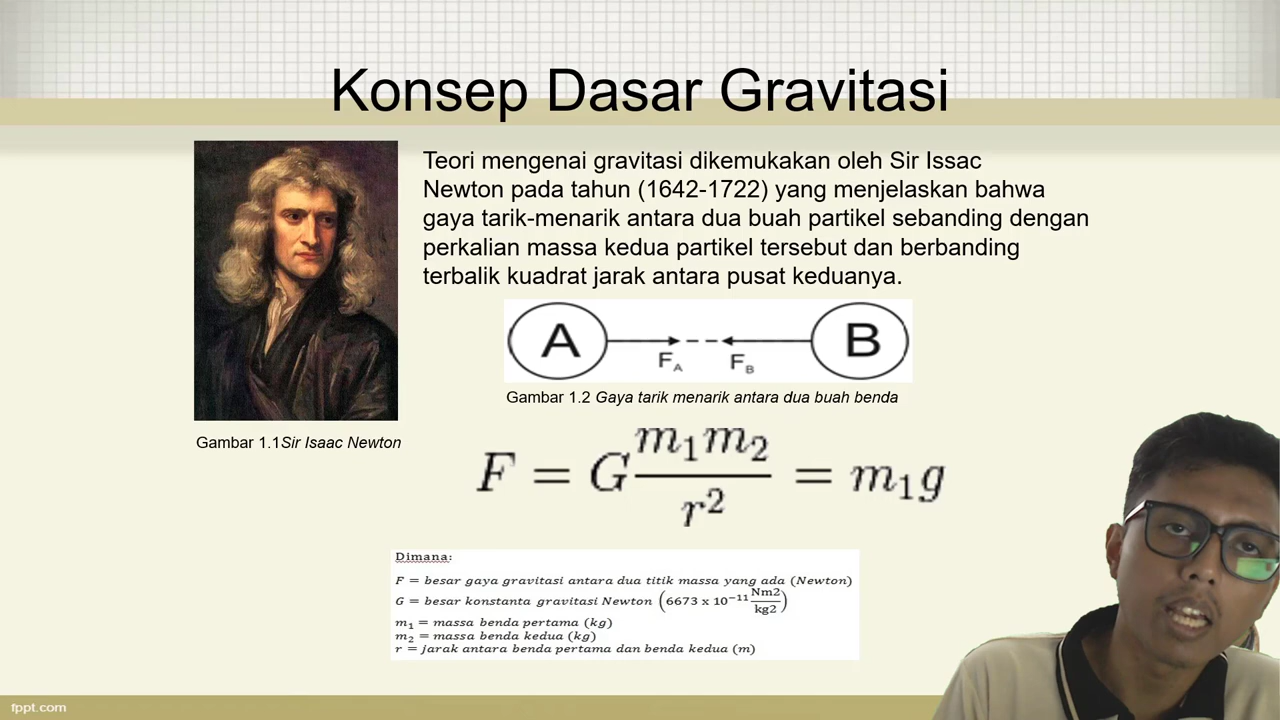 Konsep Dasar Gravitasi
Teori mengenai gravitasi dikemukakan oleh Sir Issac
Newton pada tahun (1642-1722) yang menjelaskan bahwa
gaya tarik-menarik antara dua buah partikel sebanding dengan
perkalian massa kedua partikel tersebut dan berbanding
terbalik kuadrat jarak antara pusat keduanya.
A F_A F_B B
Gambar 1.2 Gaya tarik menarik antara dua buah benda
Gambar 1.1Sir Isaac Newton
F = G m₁m₂/r² = m₁g
Dimana:
F = besar gaya gravitasi antara dua titik massa yang ada (Newton)
G = besar konstanta gravitasi Newton (6673 x 10⁻¹¹ Nm2/kg2)
m₁ = massa benda pertama (kg)
m₂ = massa benda kedua (kg)
r = jarak antara benda pertama dan benda kedua (m)
fppt.com